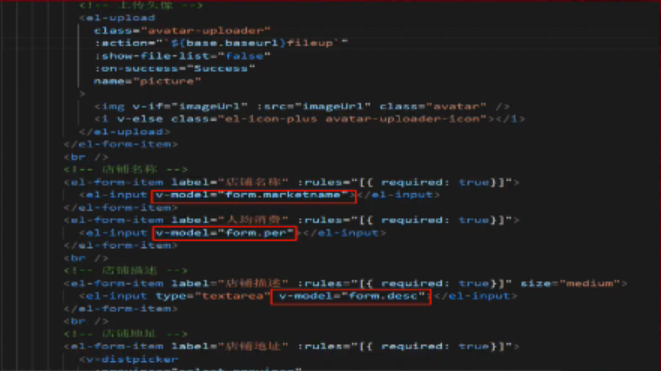 <!-- 上传头像 -->
<el-upload
class="avatar-uploader"
:action="`${base.baseurl}fileup`"
:show-file-list="false"
:on-success="Success"
name="picture"
>
<img v-if="imageUrl" :src="imageUrl" class="avatar" />
<i v-else class="el-icon-plus avatar-uploader-icon"></i>
</el-upload>
</el-form-item>
<br />
<!-- 店铺名称 -->
<el-form-item label="店铺名称" :rules="[{ required: true}]">
<el-input v-model="form.marketname"></el-input>
</el-form-item>
<el-form-item label="人均消费" :rules="[{ required: true}]">
<el-input v-model="form.per"></el-input>
</el-form-item>
<br />
<!-- 店铺描述 -->
<el-form-item label="店铺描述" :rules="[{ required: true}]" size="medium">
<el-input type="textarea" v-model="form.desc"></el-input>
</el-form-item>
<br />
<!-- 店铺地址 -->
<el-form-item label="店铺地址" :rules="[{ required: true}]">
<v-distpicker